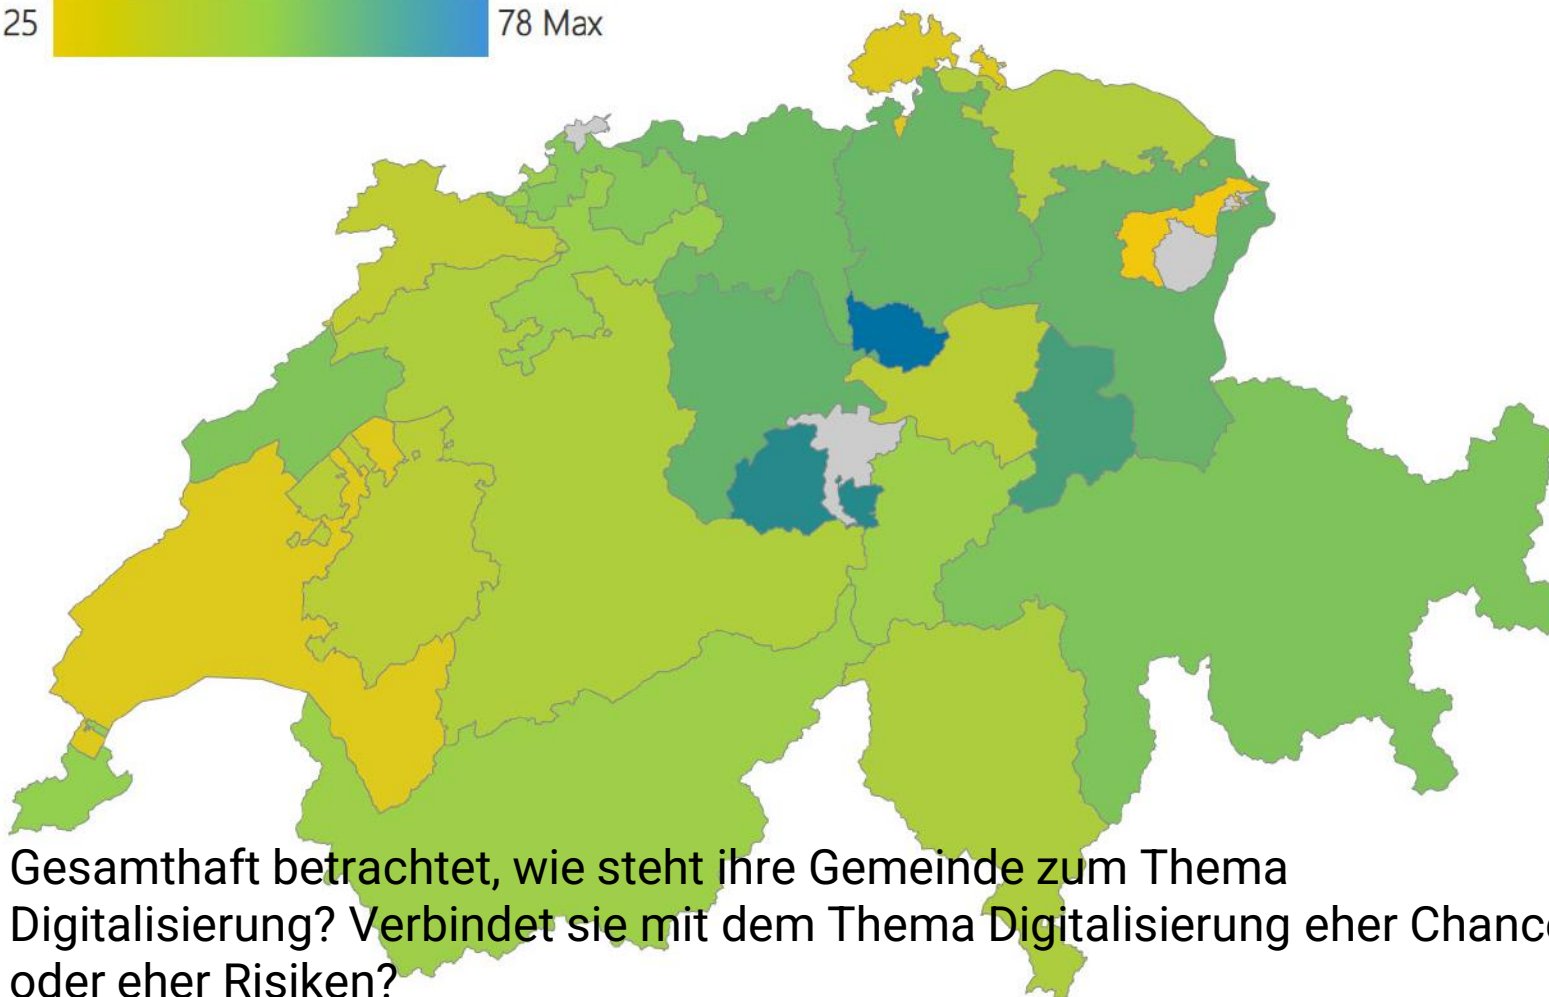 25 78 Max
Gesamthaft betrachtet, wie steht ihre Gemeinde zum Thema
Digitalisierung? Verbindet sie mit dem Thema Digitalisierung eher Chance
oder eher Risiken?